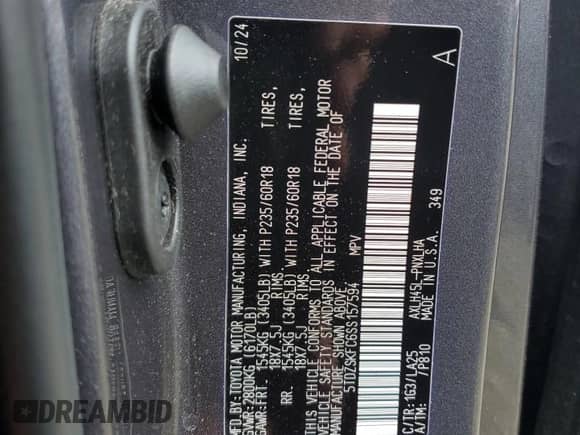 MFD.BY:TOYOTA MOTOR MANUFACTURING, INDIANA, INC. 10/24
GVWR: 2800KG (6170LB)
GAWR:FRT. 1545KG (3405LB) WITH P235/60R18 TIRES,
18X7.5J RIMS,
RR. 1545KG (3405LB) WITH P235/60R18 TIRES,
18X7.5J RIMS,
THIS VEHICLE CONFORMS TO ALL APPLICABLE FEDERAL MOTOR
VEHICLE SAFETY STANDARDS IN EFFECT ON THE DATE OF
MANUFACTURE SHOWN ABOVE.
MPV
C/TR:1G3/LA25 AXLH45L-PNXLHA
A/TM: /P810 MADE IN U.S.A. 349
A
© RideSafely